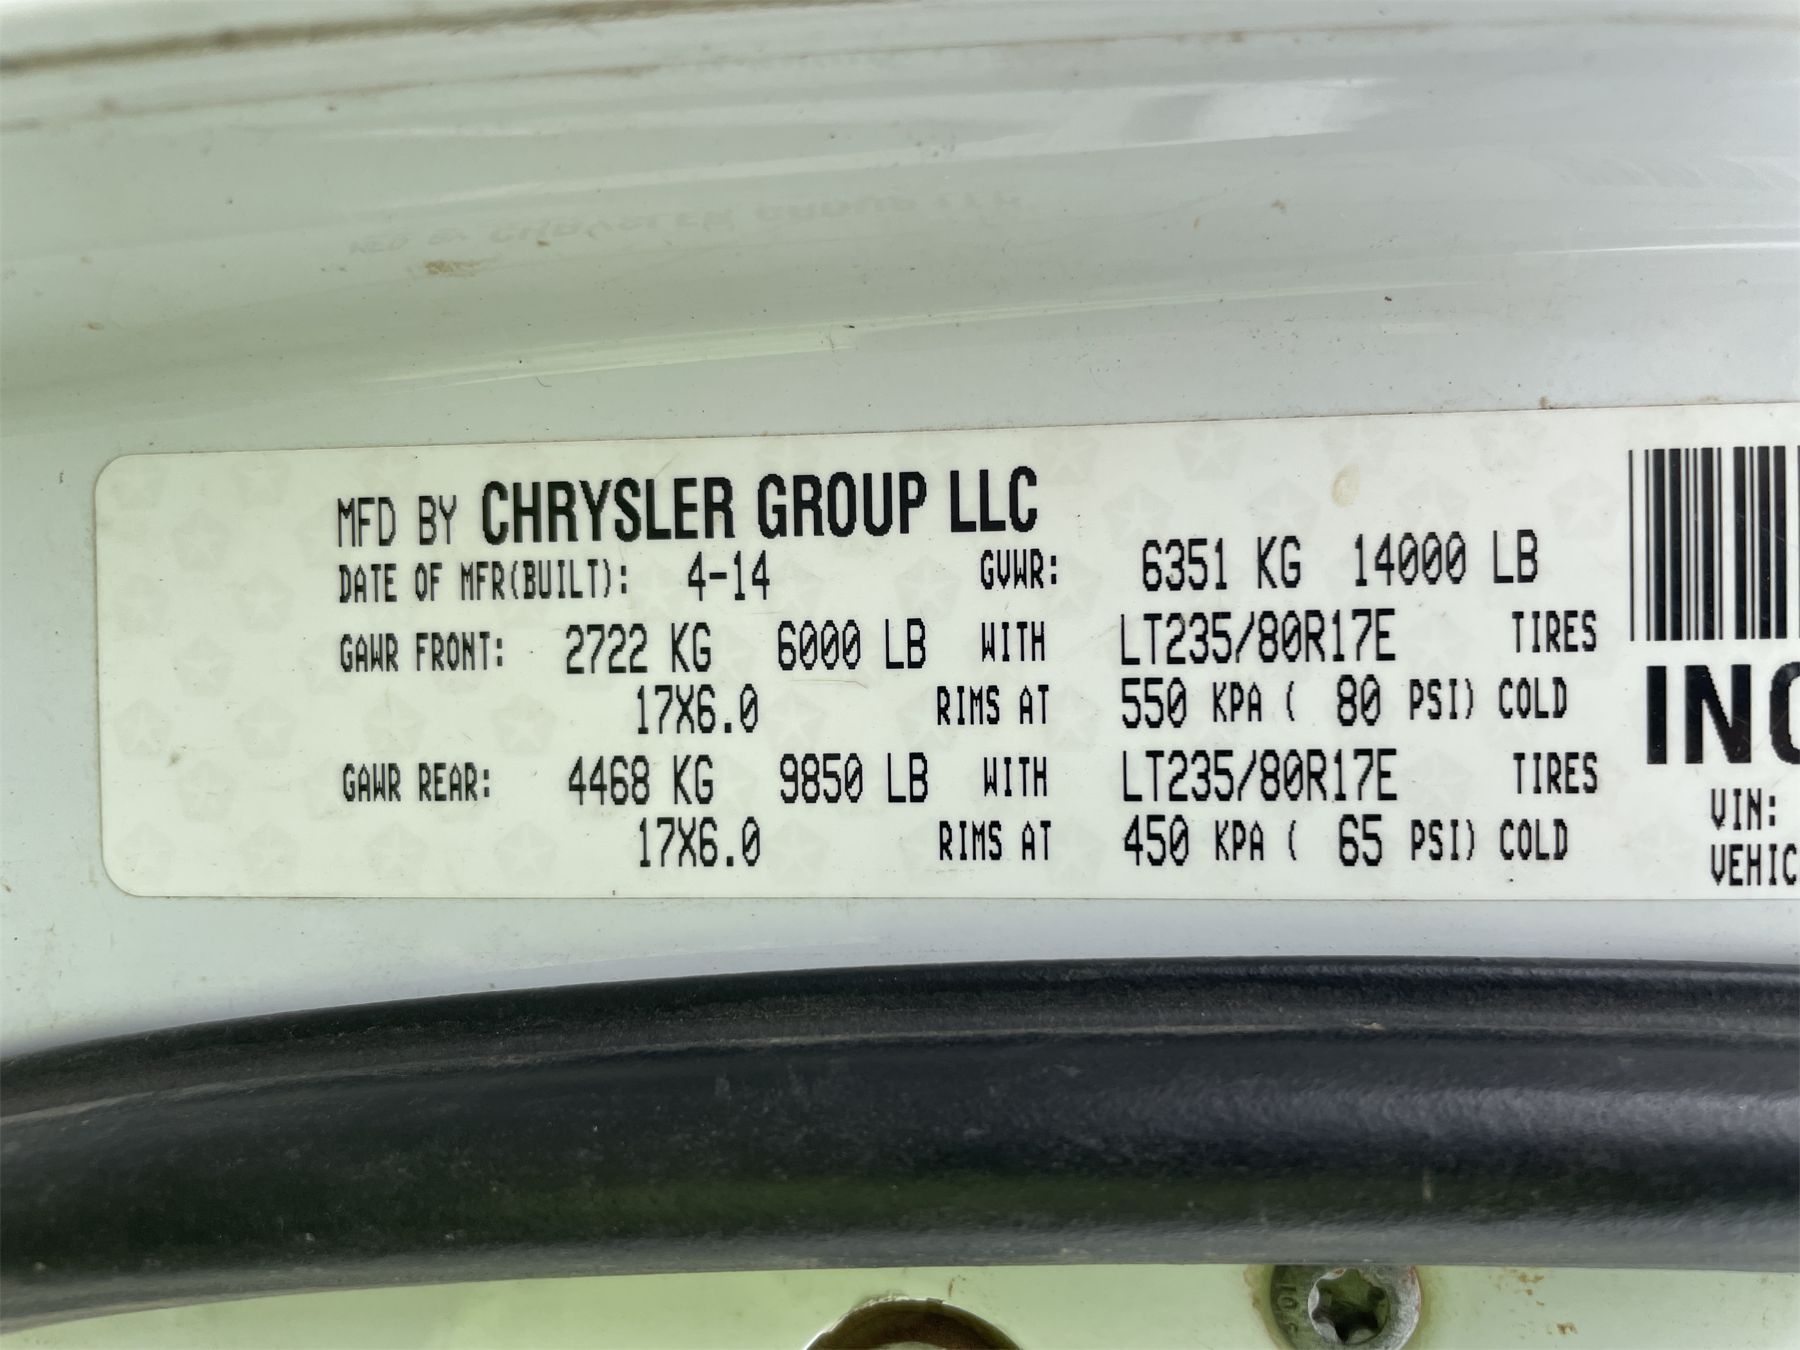 MFD BY CHRYSLER GROUP LLC
DATE OF MFR(BUILT): 4-14 GVWR: 6351 KG 14000 LB
GAWR FRONT: 2722 KG 6000 LB WITH LT235/80R17E TIRES
17X6.0 RIMS AT 550 KPA ( 80 PSI) COLD
GAWR REAR: 4468 KG 9850 LB WITH LT235/80R17E TIRES
17X6.0 RIMS AT 450 KPA ( 65 PSI) COLD
VIN: